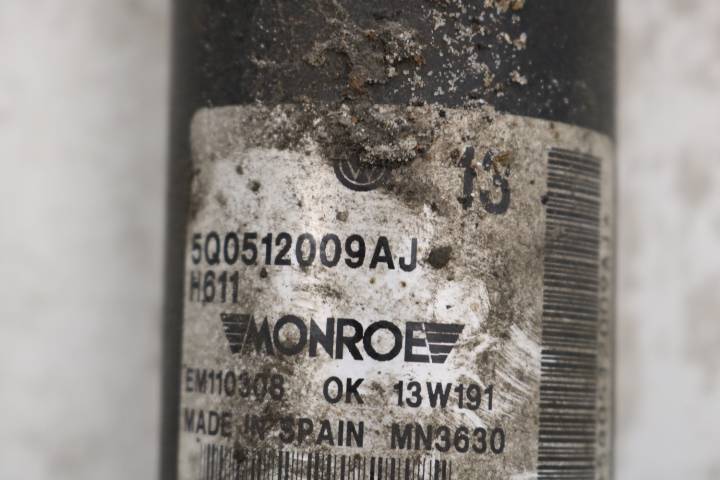 13
5Q0512009AJ
H611
MONROE
EM110308 OK 13W191
MADE IN SPAIN MN3630